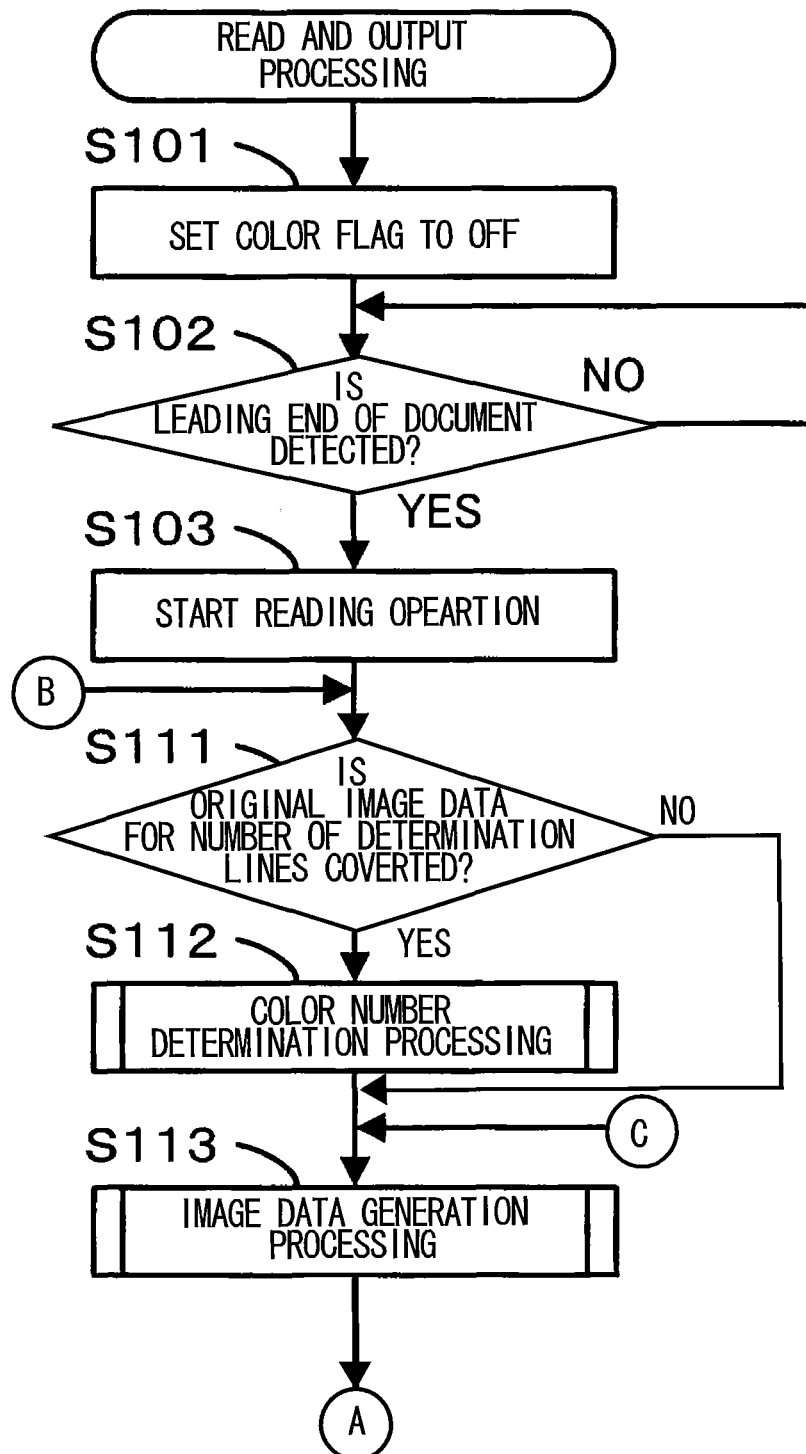 READ AND OUTPUT
PROCESSING
S101
SET COLOR FLAG TO OFF
S102
IS
LEADING END OF DOCUMENT
DETECTED?
NO
YES
S103
START READING OPEARTION
B
S111
IS
ORIGINAL IMAGE DATA
FOR NUMBER OF DETERMINATION
LINES COVERTED?
NO
YES
S112
COLOR NUMBER
DETERMINATION PROCESSING
C
S113
IMAGE DATA GENERATION
PROCESSING
A